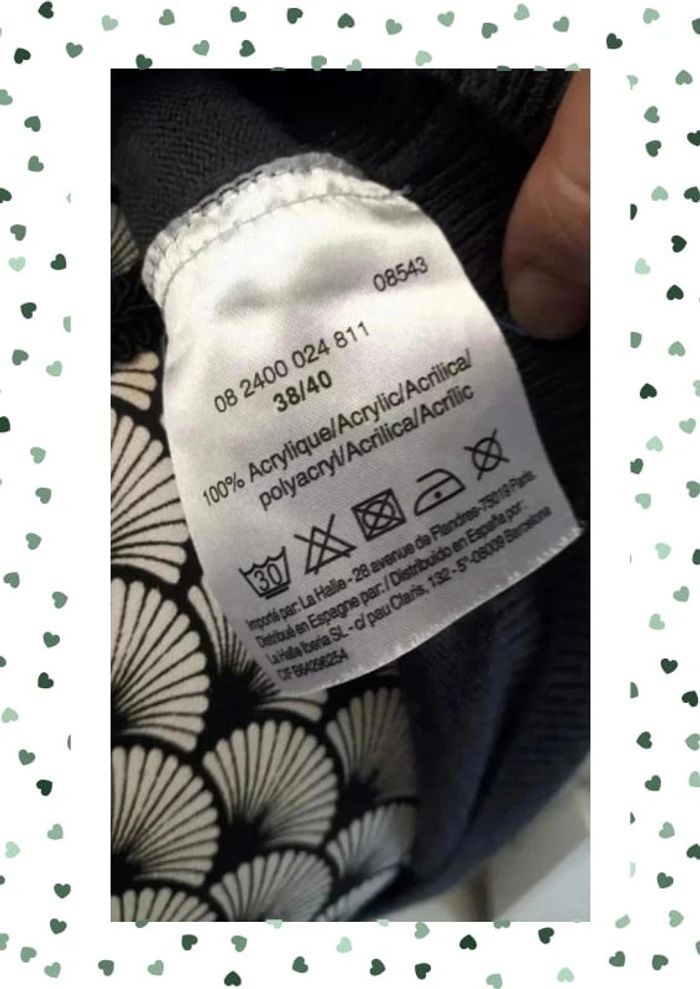 08543
08 2400 024 811
38/40
100% Acrylique/Acrylic/Acrilica/
polyacryl/Acrilica/Acrilic
30
Importé par: La Halle - 28 avenue de Flandres-75019 Paris.
Distribué en Espagne par: / Distribuido en España por:
La Halle Iberia SL - c/ pau Claris, 132 - 5°-08009 Barcelona
CIF B64296254